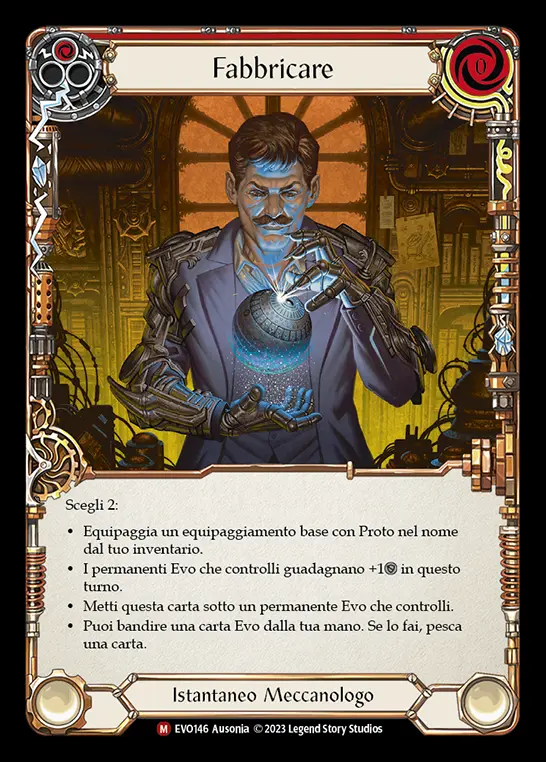 Fabbricare
0
Scegli 2:
• Equipaggia un equipaggiamento base con Proto nel nome
dal tuo inventario.
• I permanenti Evo che controlli guadagnano +1 in questo
turno.
• Metti questa carta sotto un permanente Evo che controlli.
• Puoi bandire una carta Evo dalla tua mano. Se lo fai, pesca
una carta.
Istantaneo Meccanologo
M EVO146 Ausonia © 2023 Legend Story Studios